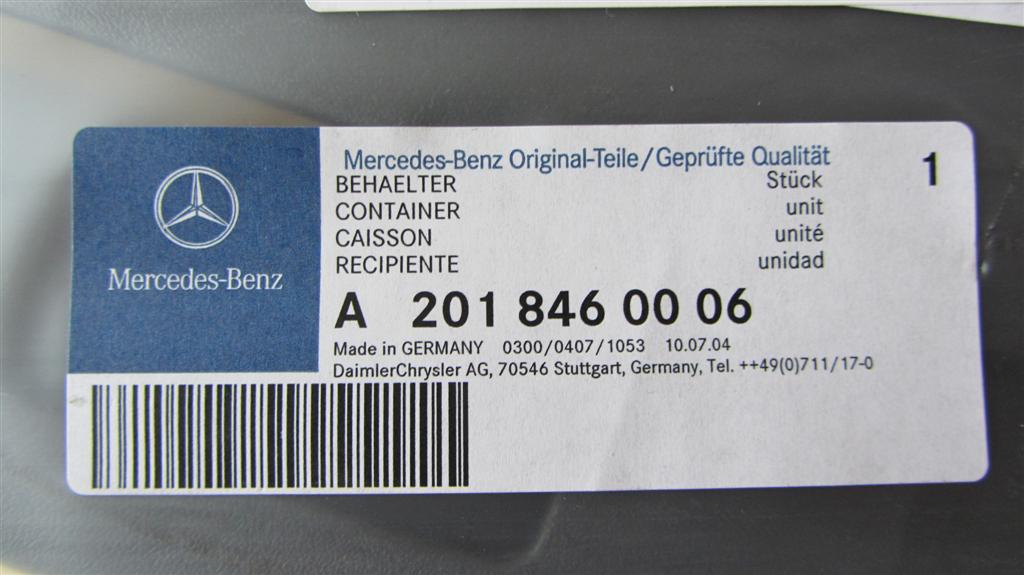 Mercedes-Benz
Mercedes-Benz Original-Teile/Geprüfte Qualität
BEHAELTER Stück 1
CONTAINER unit
CAISSON unité
RECIPIENTE unidad
A 201 846 00 06
Made in GERMANY 0300/0407/1053 10.07.04
DaimlerChrysler AG, 70546 Stuttgart, Germany, Tel. ++49(0)711/17-0